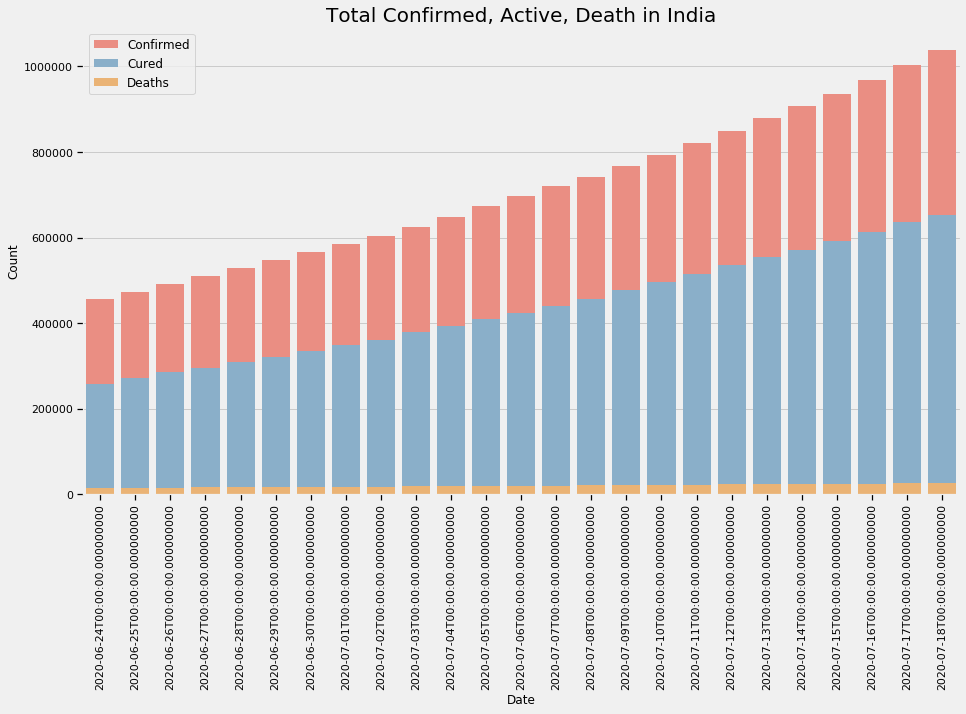 Total Confirmed, Active, Death in India
Confirmed
Cured
Deaths
1000000
800000
600000
400000
200000
0
Count
2020-06-24T00:00:00.000000000
2020-06-25T00:00:00.000000000
2020-06-26T00:00:00.000000000
2020-06-27T00:00:00.000000000
2020-06-28T00:00:00.000000000
2020-06-29T00:00:00.000000000
2020-06-30T00:00:00.000000000
2020-07-01T00:00:00.000000000
2020-07-02T00:00:00.000000000
2020-07-03T00:00:00.000000000
2020-07-04T00:00:00.000000000
2020-07-05T00:00:00.000000000
2020-07-06T00:00:00.000000000
2020-07-07T00:00:00.000000000
2020-07-08T00:00:00.000000000
2020-07-09T00:00:00.000000000
2020-07-10T00:00:00.000000000
2020-07-11T00:00:00.000000000
2020-07-12T00:00:00.000000000
2020-07-13T00:00:00.000000000
2020-07-14T00:00:00.000000000
2020-07-15T00:00:00.000000000
2020-07-16T00:00:00.000000000
2020-07-17T00:00:00.000000000
2020-07-18T00:00:00.000000000
Date